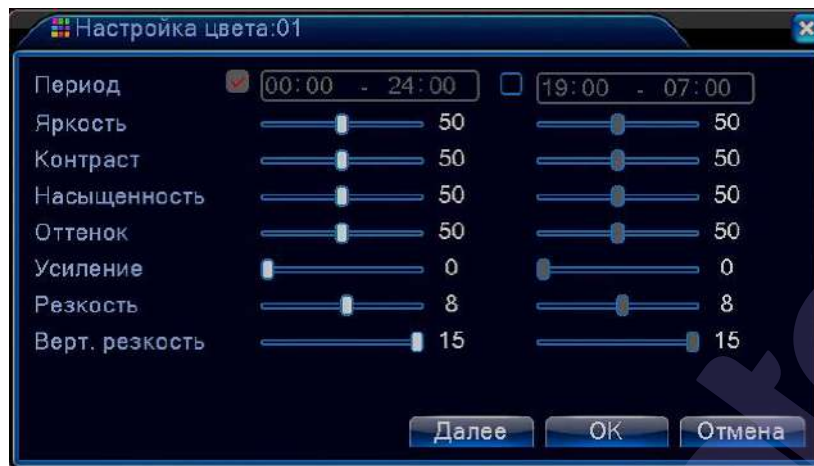 Настройка цвета:01
Период 00:00 - 24:00 19:00 - 07:00
Яркость 50 50
Контраст 50 50
Насыщенность 50 50
Оттенок 50 50
Усиление 0 0
Резкость 8 8
Верт. резкость 15 15
Далее OK Отмена